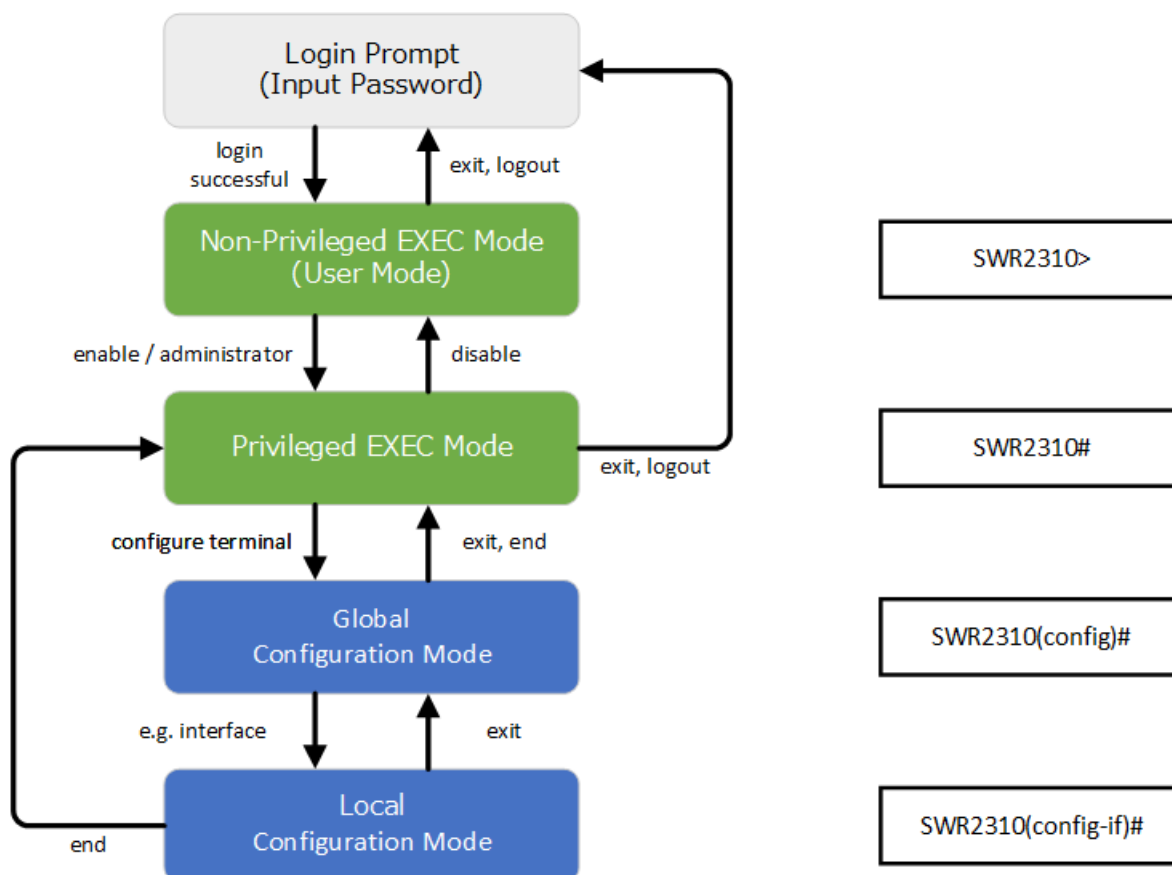 Login Prompt
(Input Password)
login
successful
exit, logout
Non-Privileged EXEC Mode
(User Mode)
SWR2310>
enable / administrator
disable
Privileged EXEC Mode
SWR2310#
exit, logout
configure terminal
exit, end
Global
Configuration Mode
SWR2310(config)#
e.g. interface
exit
Local
Configuration Mode
SWR2310(config-if)#
end